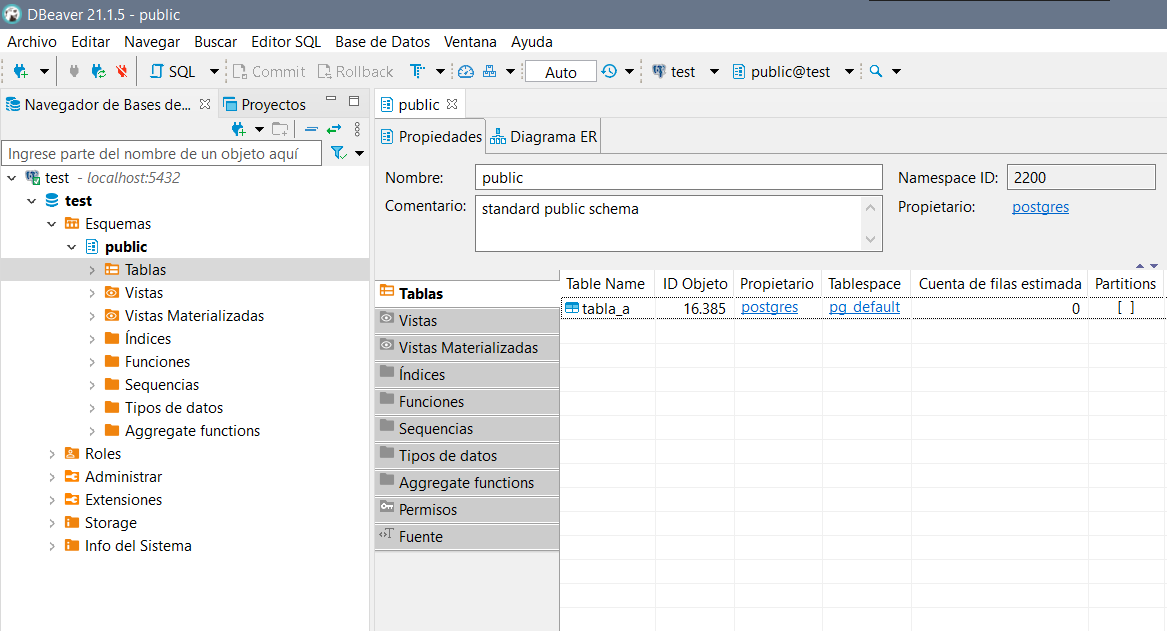 DBeaver 21.1.5 - public
Archivo Editar Navegar Buscar Editor SQL Base de Datos Ventana Ayuda
SQL Commit Rollback T Auto test public@test
Navegador de Bases de... Proyectos
Ingrese parte del nombre de un objeto aquí
test - localhost:5432
test
Esquemas
public
Tablas
Vistas
Vistas Materializadas
Índices
Funciones
Sequencias
Tipos de datos
Aggregate functions
Roles
Administrar
Extensiones
Storage
Info del Sistema
public
Propiedades Diagrama ER
Nombre: public Namespace ID: 2200
Comentario: standard public schema Propietario: postgres
Tablas
Vistas
Vistas Materializadas
Índices
Funciones
Sequencias
Tipos de datos
Aggregate functions
Permisos
Fuente
Table Name ID Objeto Propietario Tablespace Cuenta de filas estimada Partitions
tabla_a 16.385 postgres pg_default 0 [ ]